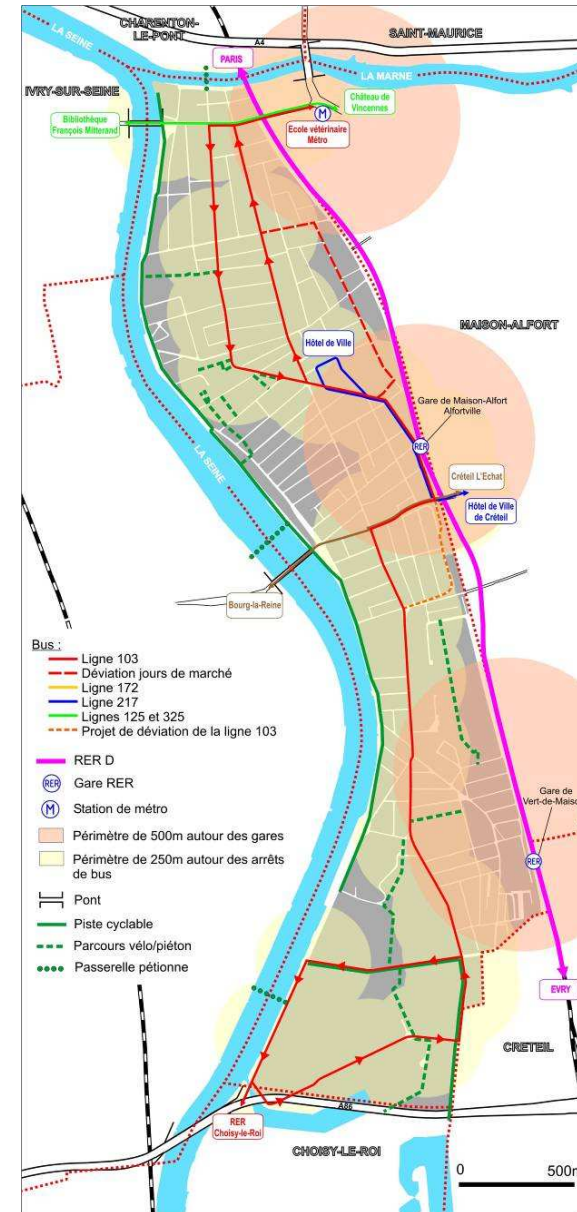 CHARENTON-
LE-PONT
SAINT-MAURICE
A4
LA SEINE
PARIS
LA MARNE
IVRY-SUR-SEINE
Château de
Vincennes
Bibliothèque
François Mitterand
M
Ecole vétérinaire
Métro
MAISON-ALFORT
Hôtel de Ville
Gare de Maison-Alfort
Alfortville
RER
LA SEINE
Créteil L'Echat
Hôtel de Ville
de Créteil
Bourg-la-Reine
Bus :
Ligne 103
Déviation jours de marché
Ligne 172
Ligne 217
Lignes 125 et 325
Projet de déviation de la ligne 103
RER D
RER Gare RER
M Station de métro
Périmètre de 500m autour des gares
Périmètre de 250m autour des arrêts
de bus
Pont
Piste cyclable
Parcours vélo/piéton
Passerelle pétionne
Gare de
Vert-de-Maiso
RER
EVRY
CRETEIL
A86
RER
Choisy-le-Roi
CHOISY-LE-ROI
0 500m